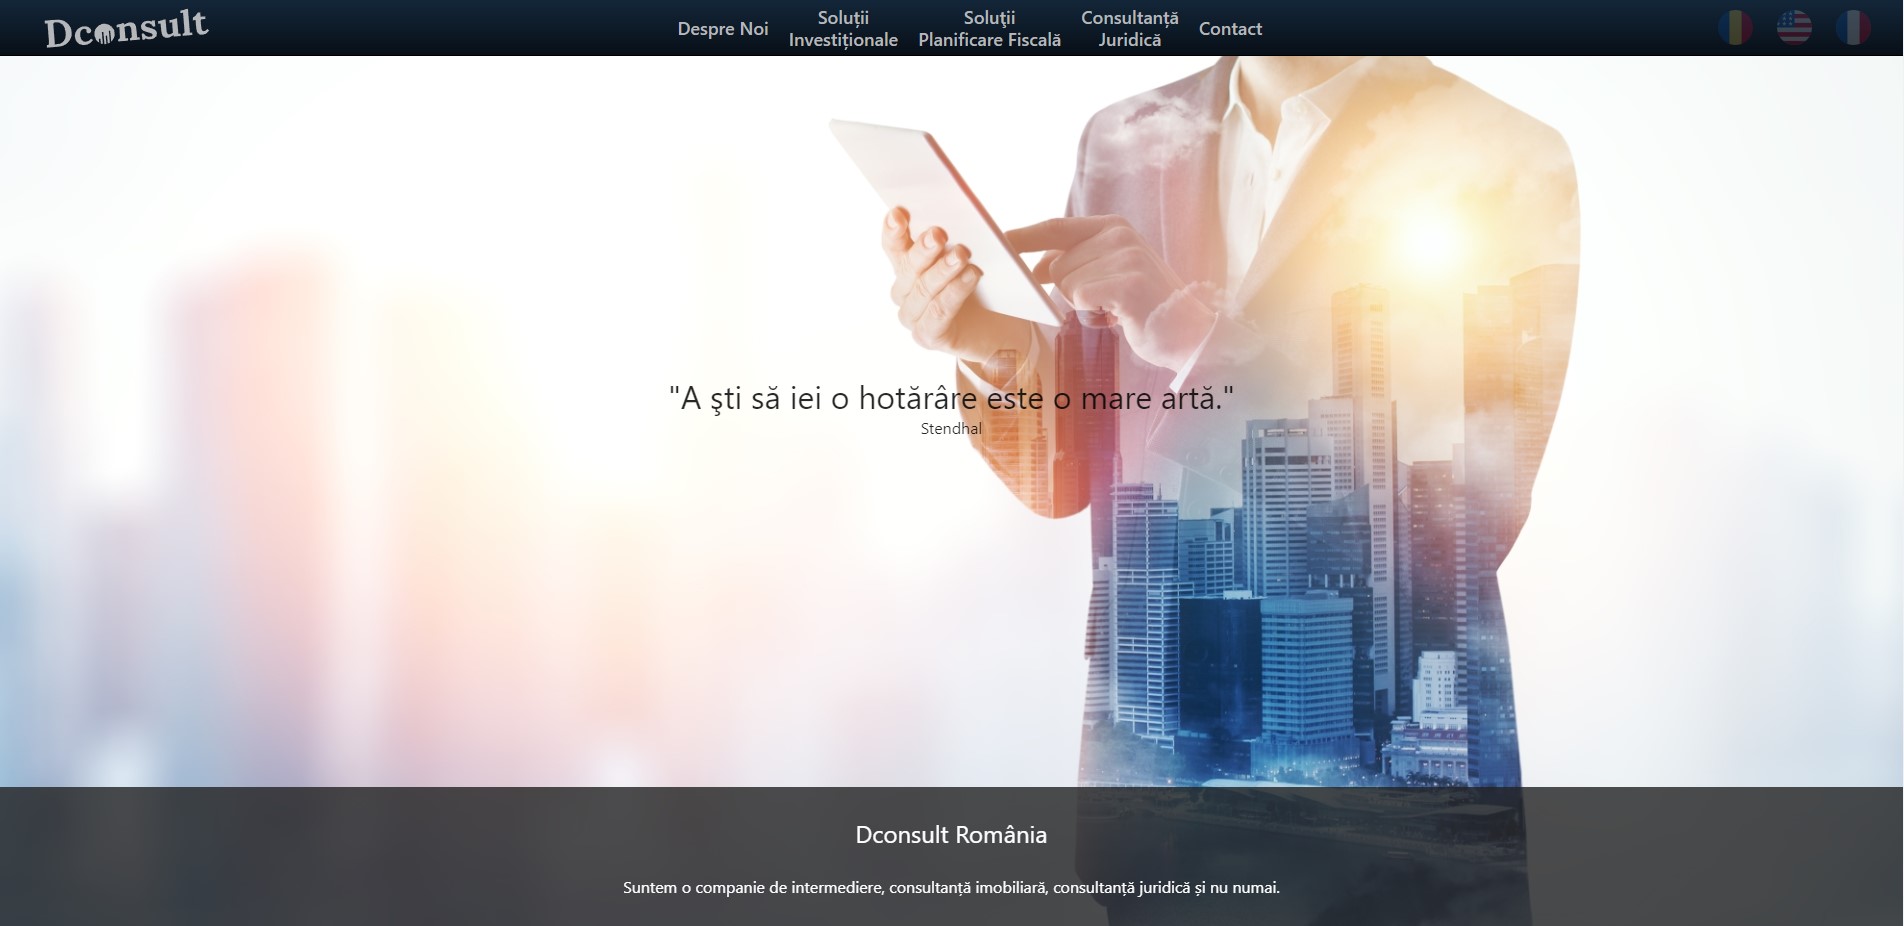 Dconsult
Despre Noi
Soluții
Investiționale
Soluţii
Planificare Fiscală
Consultanță
Juridică
Contact
"A şti să iei o hotărâre este o mare artă."
Stendhal
Dconsult România
Suntem o companie de intermediere, consultanță imobiliară, consultanță juridică și nu numai.